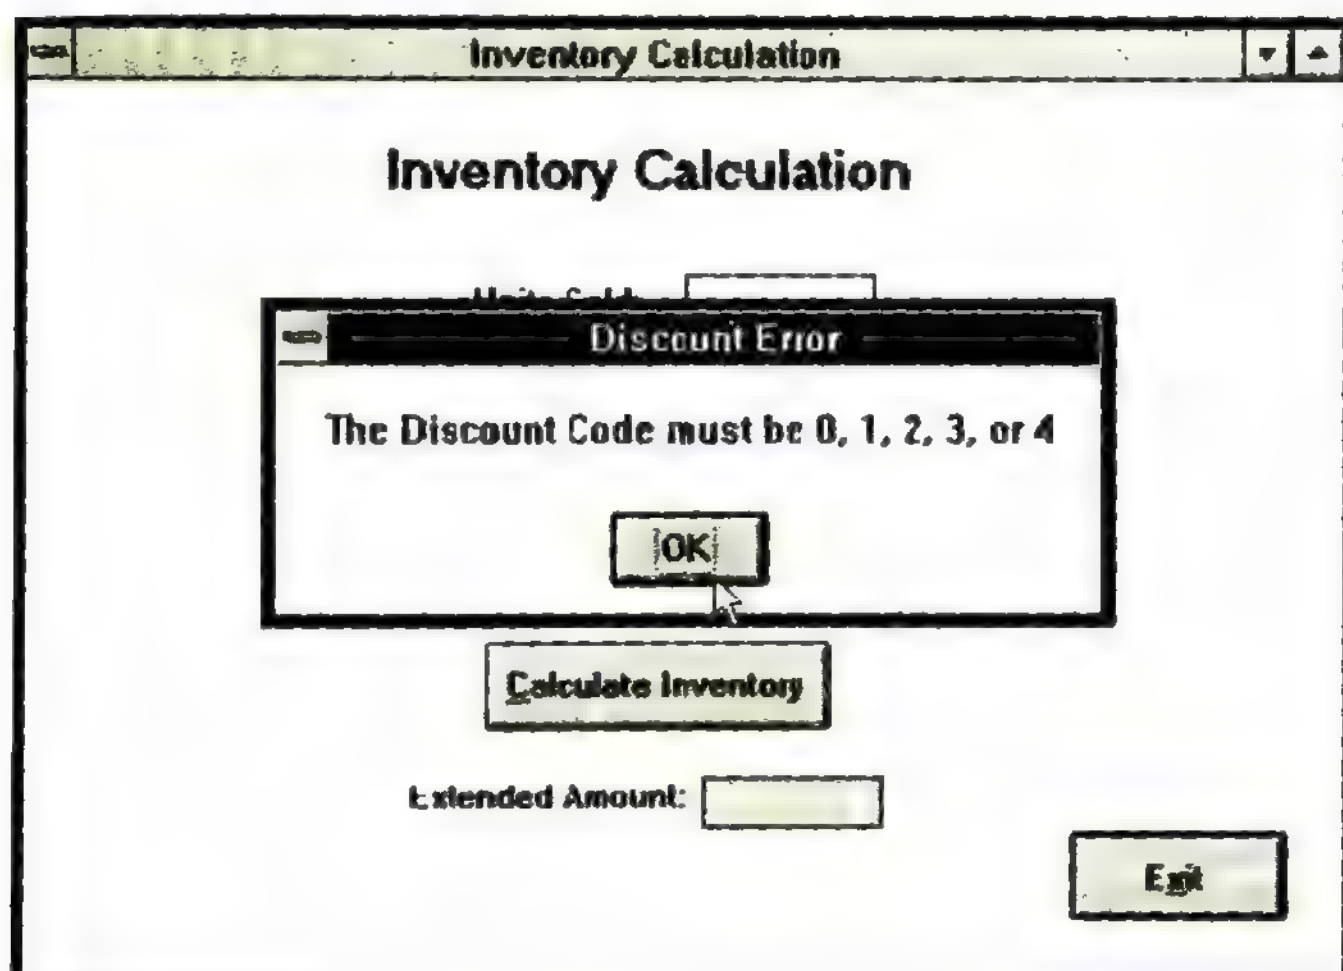 Inventory Calculation
Inventory Calculation
Discount Error
The Discount Code must be 0, 1, 2, 3, or 4
OK
Calculate Inventory
Extended Amount:
Exit